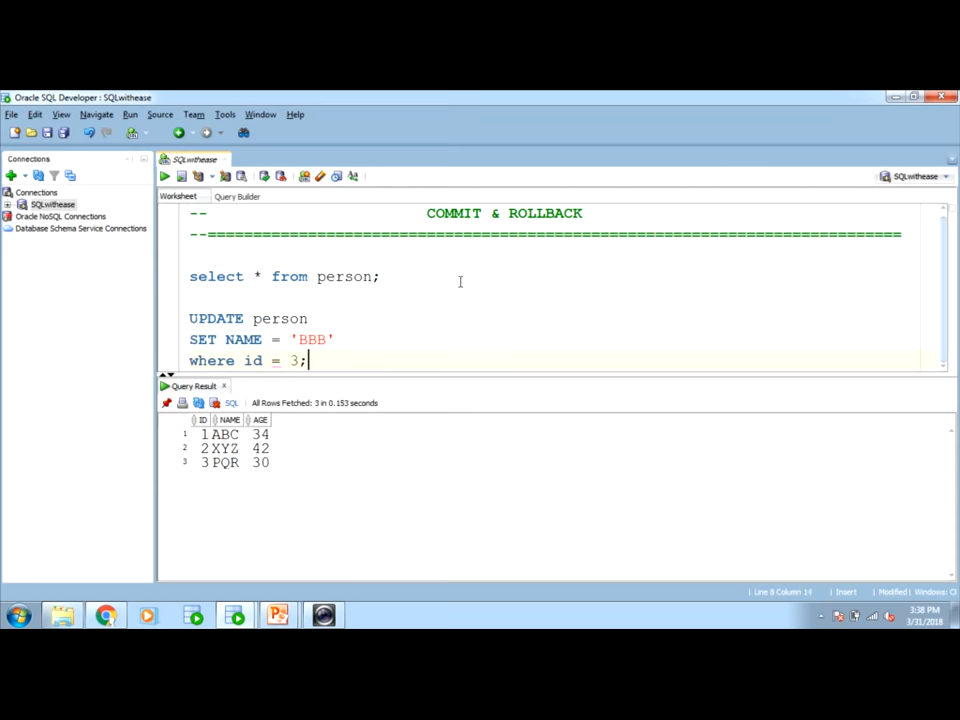 Oracle SQL Developer : SQLwithease
File Edit View Navigate Run Source Team Tools Window Help
Connections
SQLwithease
SQLwithease
Worksheet Query Builder
Connections
SQLwithease
Oracle NoSQL Connections
Database Schema Service Connections
-- COMMIT & ROLLBACK
--=============================================================================
select * from person;
UPDATE person
SET NAME = 'BBB'
where id = 3;
Query Result x
SQL All Rows Fetched: 3 in 0.153 seconds
ID NAME AGE
1 1 ABC 34
2 2 XYZ 42
3 3 PQR 30
Line 8 Column 14 Insert Modified Windows: C
3:38 PM
3/31/2018